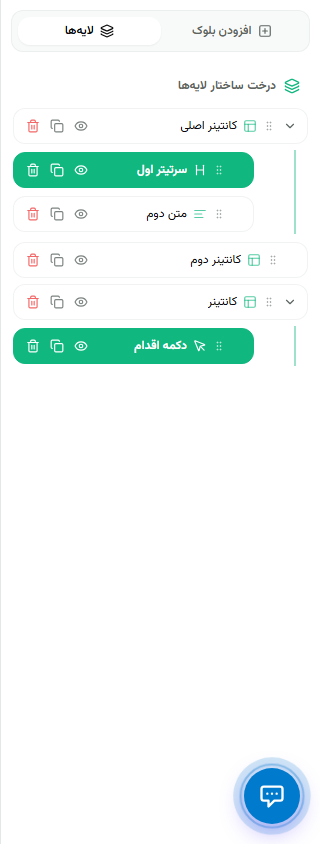 افزودن بلوک
لایه‌ها
درخت ساختار لایه‌ها
کانتینر اصلی
سرتیتر اول
متن دوم
کانتینر دوم
کانتینر
دکمه اقدام